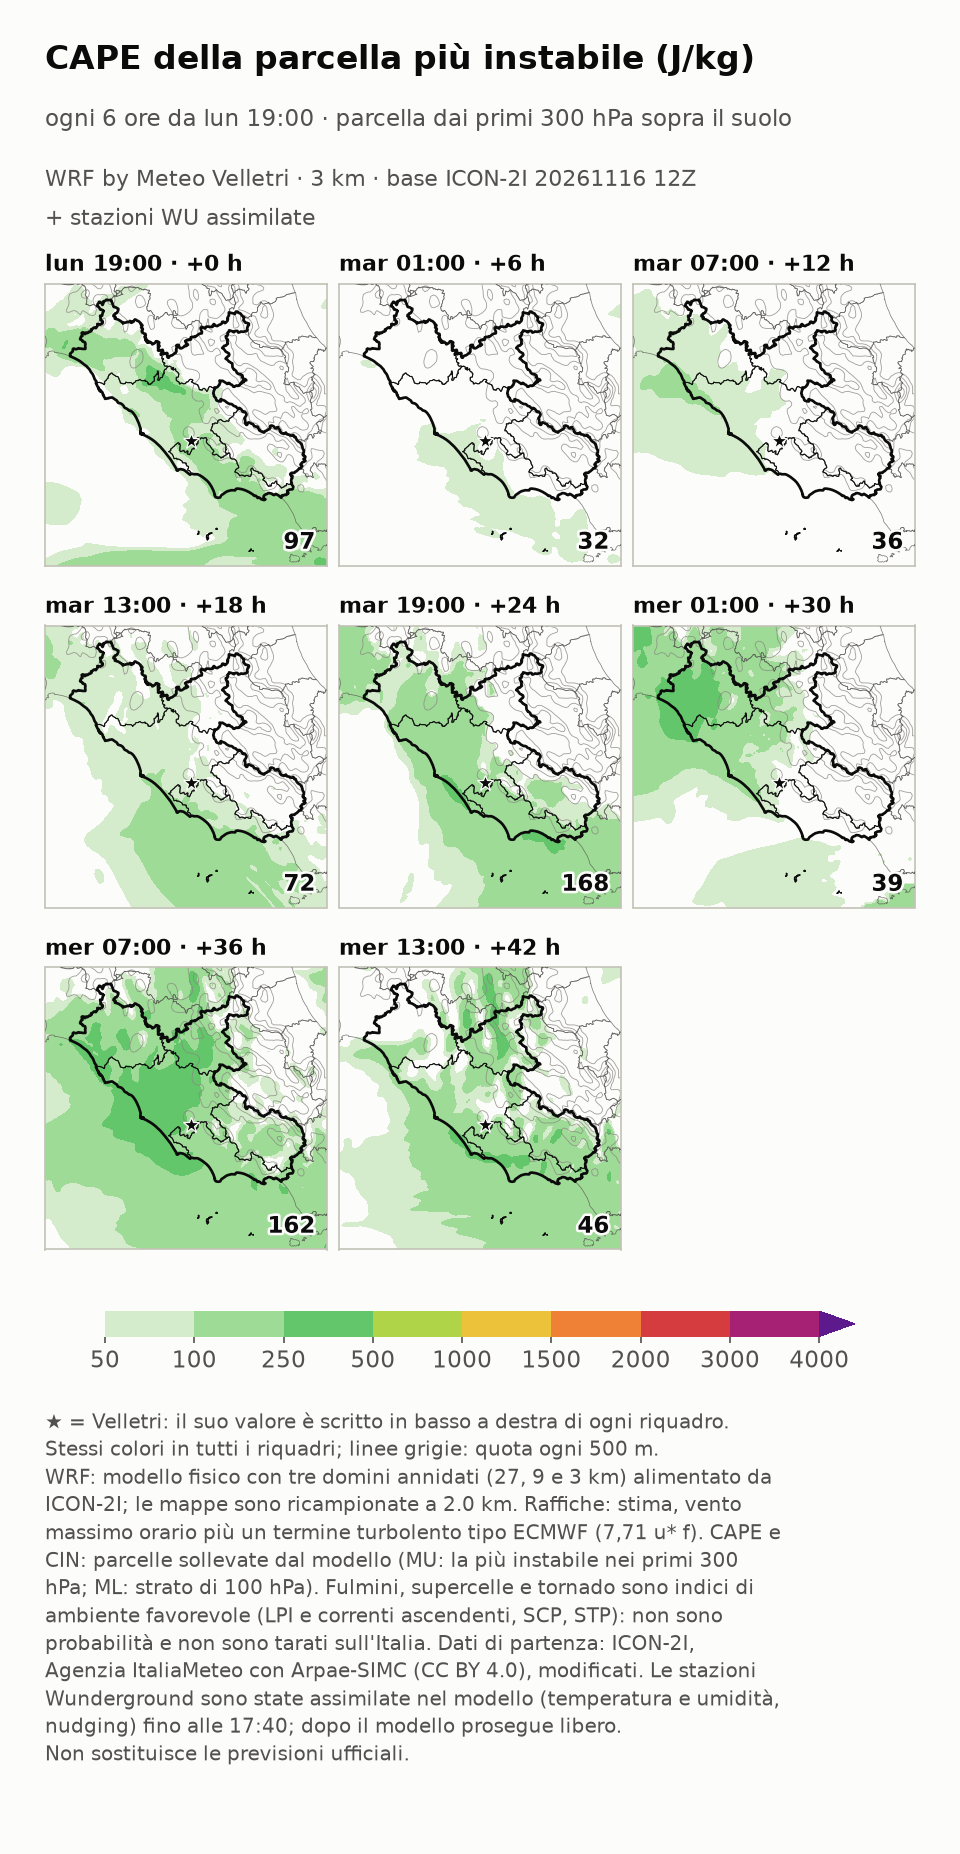 CAPE della parcella più instabile (J/kg)
ogni 6 ore da lun 19:00 · parcella dai primi 300 hPa sopra il suolo
WRF by Meteo Velletri · 3 km · base ICON-2I 20261116 12Z
+ stazioni WU assimilate
lun 19:00 · +0 h
mar 01:00 · +6 h
mar 07:00 · +12 h
97
32
36
mar 13:00 · +18 h
mar 19:00 · +24 h
mer 01:00 · +30 h
72
168
39
mer 07:00 · +36 h
mer 13:00 · +42 h
162
46
50 100 250 500 1000 1500 2000 3000 4000
★ = Velletri: il suo valore è scritto in basso a destra di ogni riquadro.
Stessi colori in tutti i riquadri; linee grigie: quota ogni 500 m.
WRF: modello fisico con tre domini annidati (27, 9 e 3 km) alimentato da
ICON-2I; le mappe sono ricampionate a 2.0 km. Raffiche: stima, vento
massimo orario più un termine turbolento tipo ECMWF (7,71 u* f). CAPE e
CIN: parcelle sollevate dal modello (MU: la più instabile nei primi 300
hPa; ML: strato di 100 hPa). Fulmini, supercelle e tornado sono indici di
ambiente favorevole (LPI e correnti ascendenti, SCP, STP): non sono
probabilità e non sono tarati sull'Italia. Dati di partenza: ICON-2I,
Agenzia ItaliaMeteo con Arpae-SIMC (CC BY 4.0), modificati. Le stazioni
Wunderground sono state assimilate nel modello (temperatura e umidità,
nudging) fino alle 17:40; dopo il modello prosegue libero.
Non sostituisce le previsioni ufficiali.